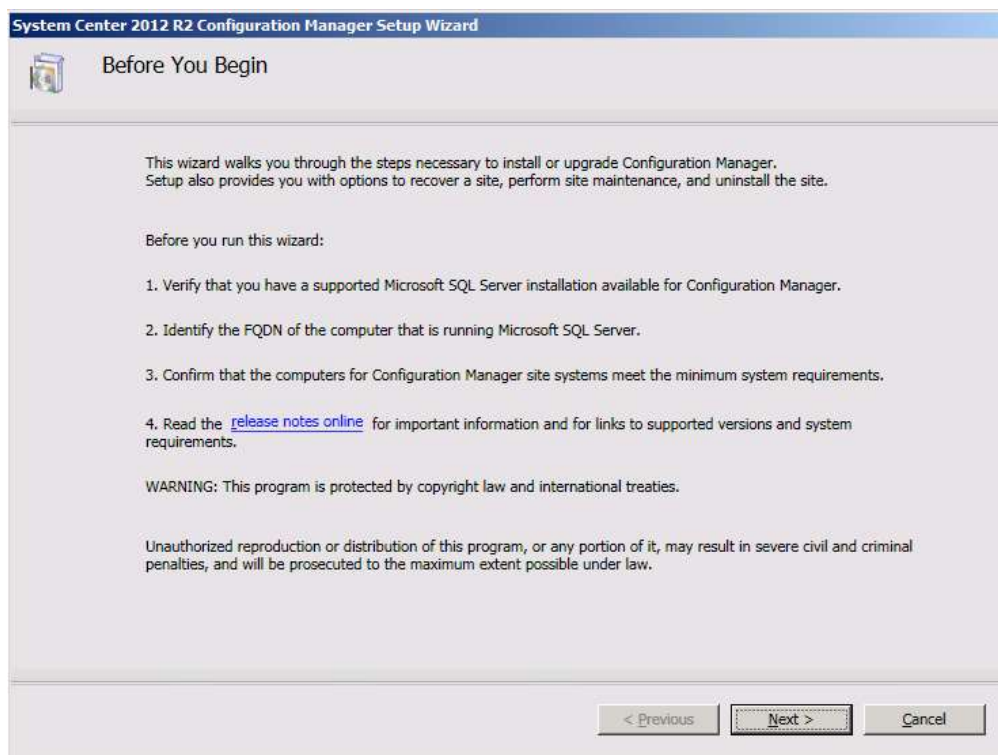 System Center 2012 R2 Configuration Manager Setup Wizard
Before You Begin
This wizard walks you through the steps necessary to install or upgrade Configuration Manager.
Setup also provides you with options to recover a site, perform site maintenance, and uninstall the site.
Before you run this wizard:
1. Verify that you have a supported Microsoft SQL Server installation available for Configuration Manager.
2. Identify the FQDN of the computer that is running Microsoft SQL Server.
3. Confirm that the computers for Configuration Manager site systems meet the minimum system requirements.
4. Read the release notes online for important information and for links to supported versions and system
requirements.
WARNING: This program is protected by copyright law and international treaties.
Unauthorized reproduction or distribution of this program, or any portion of it, may result in severe civil and criminal
penalties, and will be prosecuted to the maximum extent possible under law.
< Previous Next > Cancel